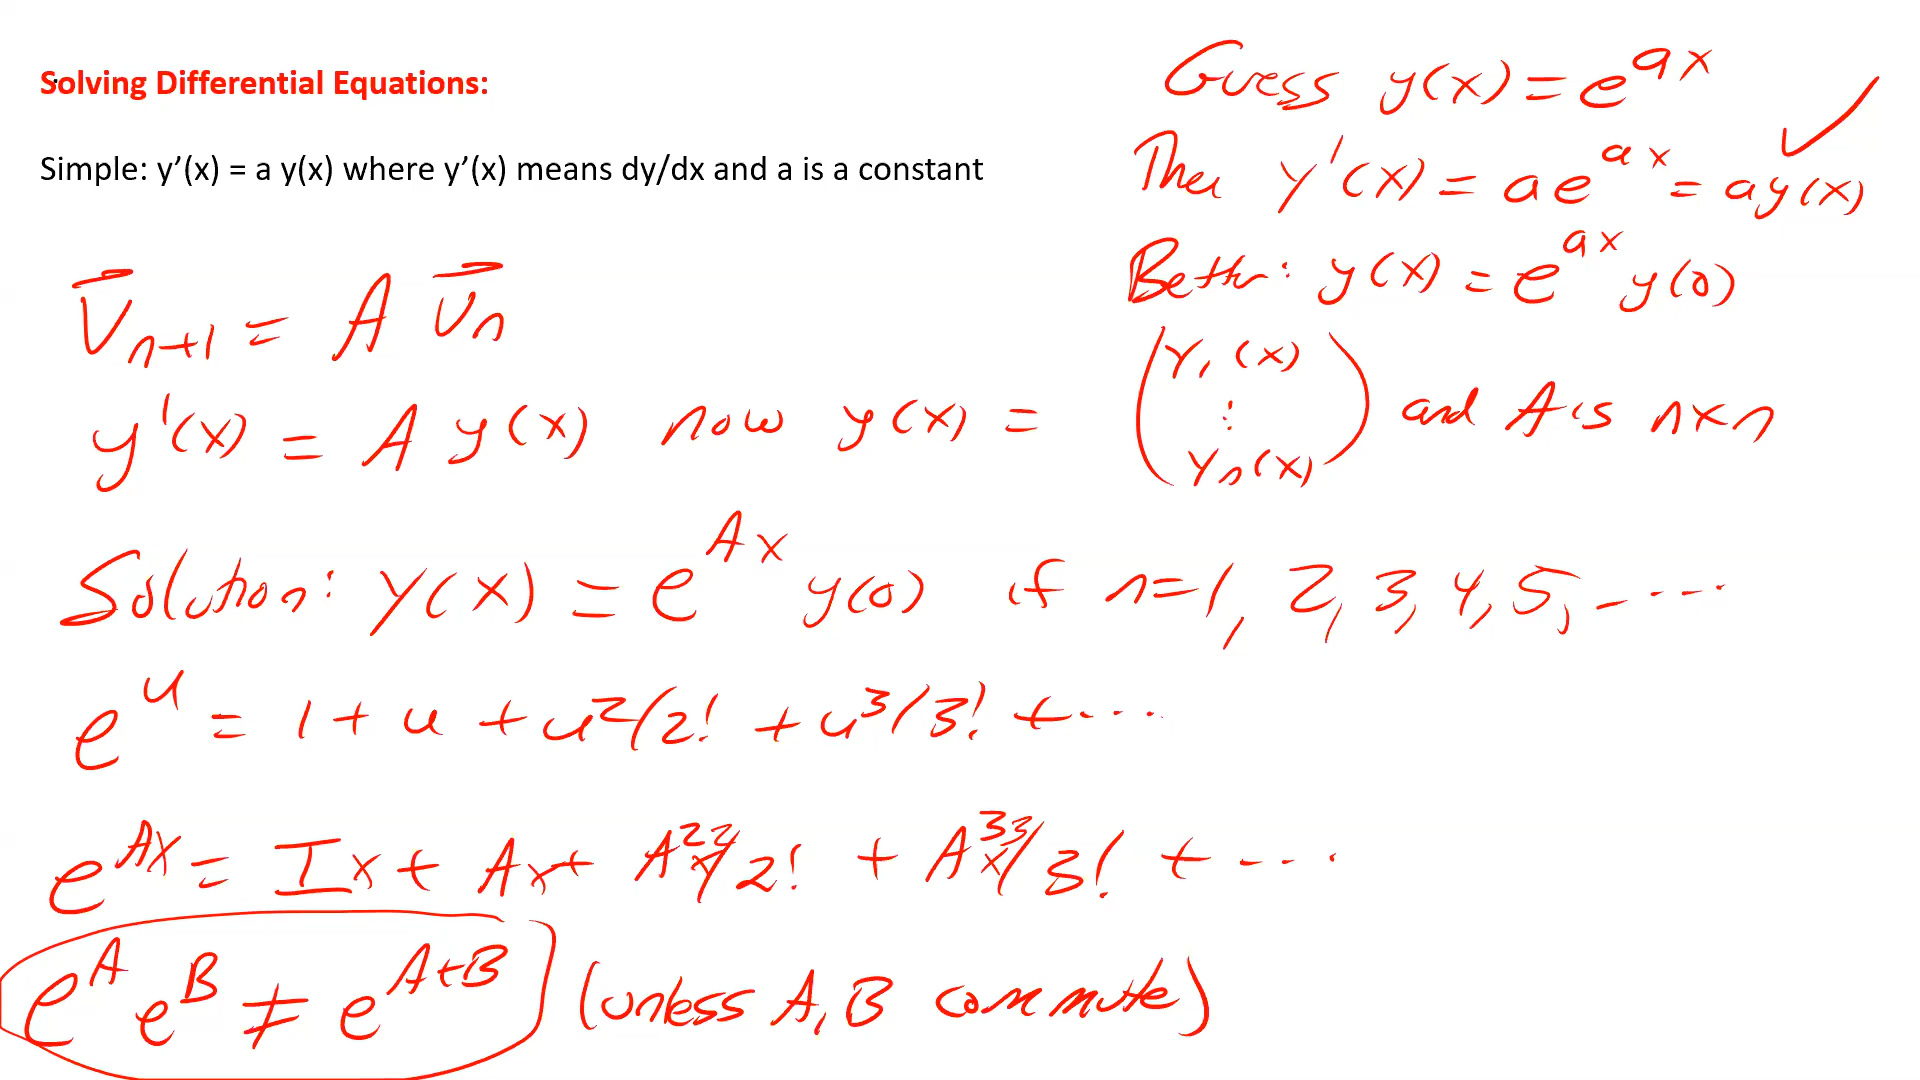 Solving Differential Equations:
Simple: y’(x) = a y(x) where y’(x) means dy/dx and a is a constant
Guess y(x) = e^{ax}
Then y'(x) = a e^{ax} = a y(x) ✓
Better: y(x) = e^{ax} y(0)
\vec{V}_{n+1} = A \vec{v}_n
y'(x) = A y(x) now y(x) = (y_1(x) ⋮ y_n(x)) and A is n×n
Solution: y(x) = e^{Ax} y(0) if n=1, 2, 3, 4, 5, ....
e^u = 1 + u + u^2/2! + u^3/3! + ...
e^{Ax} = Ix + Ax + A^2x^2/2! + A^3x^3/3! + ...
e^A e^B ≠ e^{A+B} (unless A, B commute)